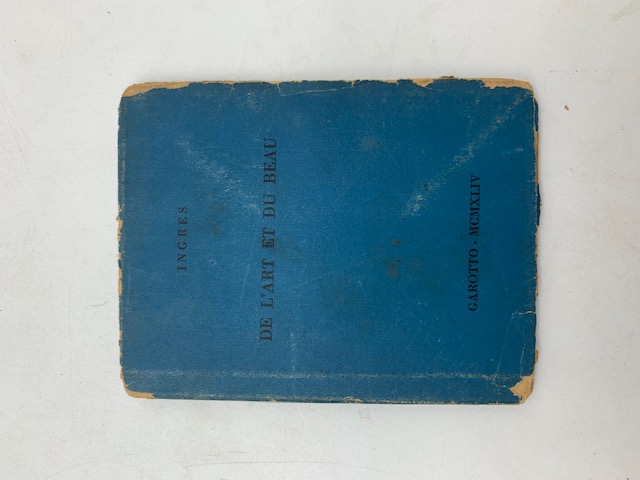 INGRES
DE L'ART ET DU BEAU
GAROTTO - MCMXLIV